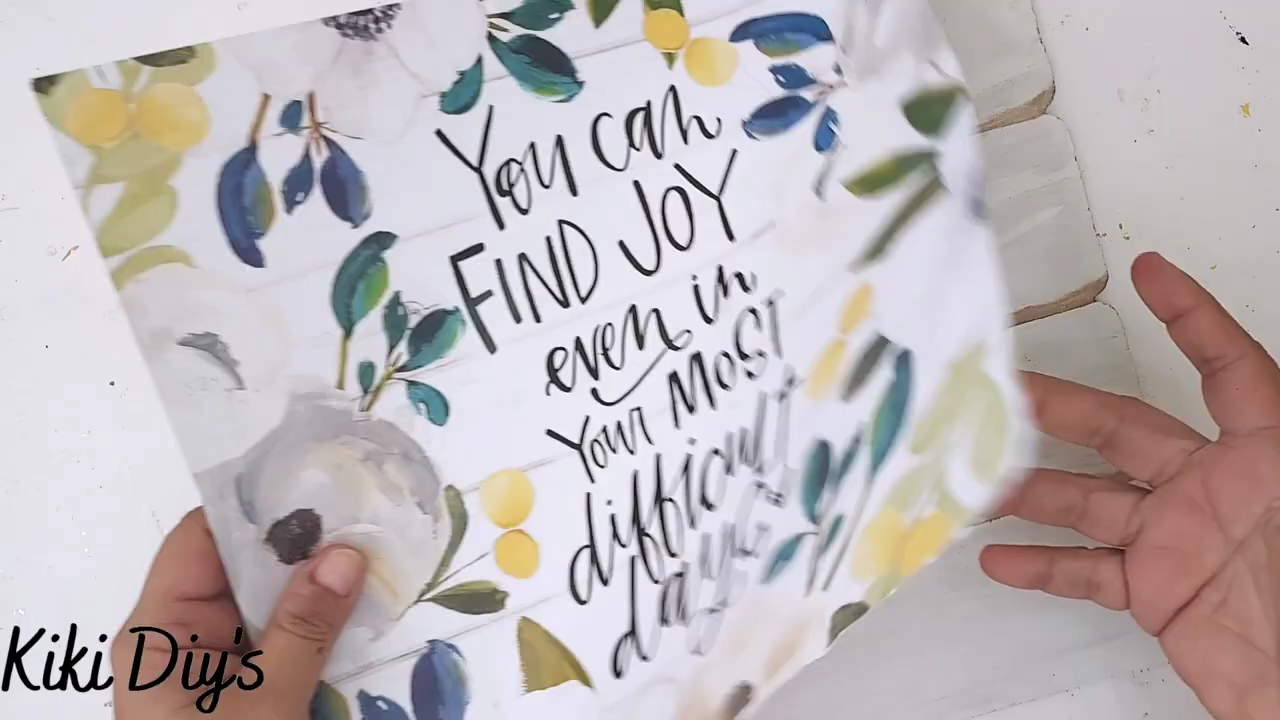 You can
FIND JOY
even in
Your MOST
difficult
days
Kiki Diy's